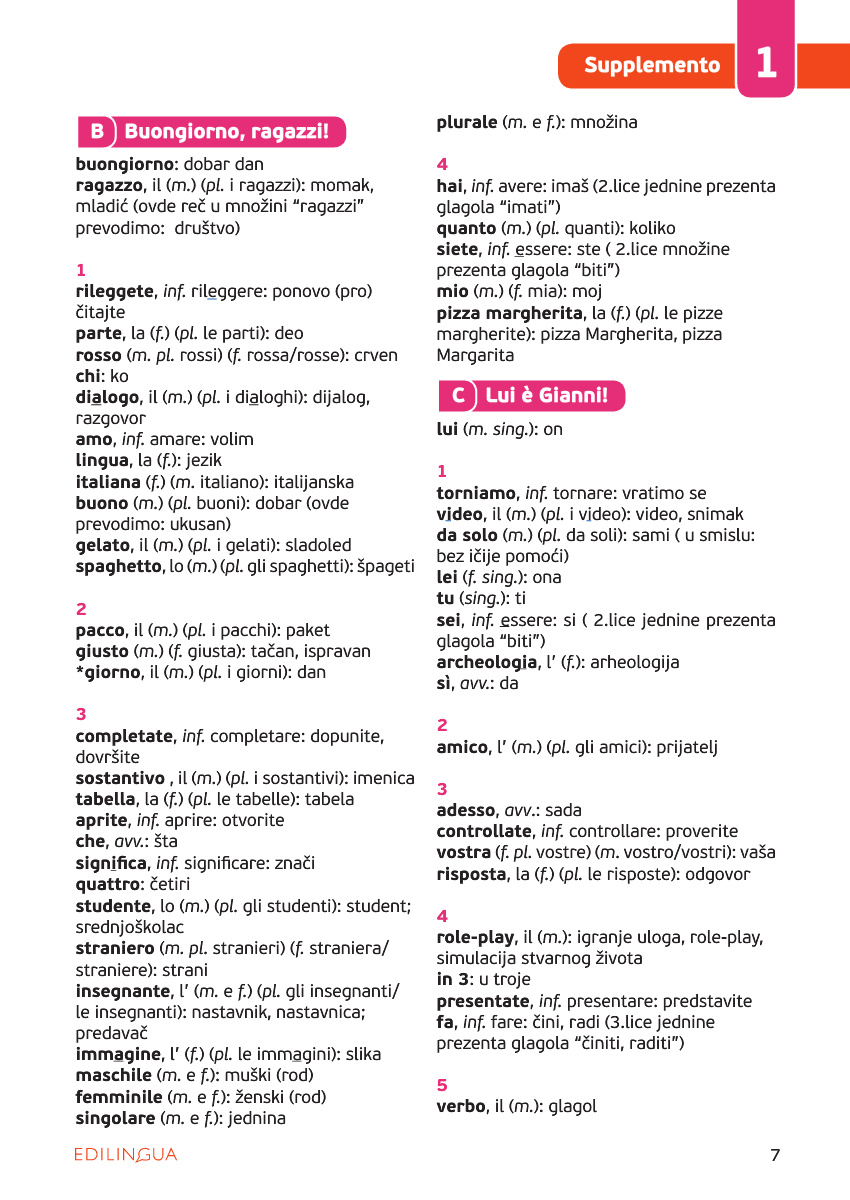 Supplemento
1
B Buongiorno, ragazzi!
buongiorno: dobar dan
ragazzo, il (m.) (pl. i ragazzi): momak,
mladić (ovde reč u množini “ragazzi”
prevodimo: društvo)
1
rileggete, inf. rileggere: ponovo (pro)
čitajte
parte, la (f.) (pl. le parti): deo
rosso (m. pl. rossi) (f. rossa/rosse): crven
chi: ko
dialogo, il (m.) (pl. i dialoghi): dijalog,
razgovor
amo, inf. amare: volim
lingua, la (f.): jezik
italiana (f.) (m. italiano): italijanska
buono (m.) (pl. buoni): dobar (ovde
prevodimo: ukusan)
gelato, il (m.) (pl. i gelati): sladoled
spaghetto, lo (m.) (pl. gli spaghetti): špageti
2
pacco, il (m.) (pl. i pacchi): paket
giusto (m.) (f. giusta): tačan, ispravan
*giorno, il (m.) (pl. i giorni): dan
3
completate, inf. completare: dopunite,
dovršite
sostantivo , il (m.) (pl. i sostantivi): imenica
tabella, la (f.) (pl. le tabelle): tabela
aprite, inf. aprire: otvorite
che, avv.: šta
significa, inf. significare: znači
quattro: četiri
studente, lo (m.) (pl. gli studenti): student;
srednjoškolac
straniero (m. pl. stranieri) (f. straniera/
straniere): strani
insegnante, l’ (m. e f.) (pl. gli insegnanti/
le insegnanti): nastavnik, nastavnica;
predavač
immagine, l’ (f.) (pl. le immagini): slika
maschile (m. e f.): muški (rod)
femminile (m. e f.): ženski (rod)
singolare (m. e f.): jednina
plurale (m. e f.): množina
4
hai, inf. avere: imaš (2.lice jednine prezenta
glagola “imati”)
quanto (m.) (pl. quanti): koliko
siete, inf. essere: ste ( 2.lice množine
prezenta glagola “biti”)
mio (m.) (f. mia): moj
pizza margherita, la (f.) (pl. le pizze
margherite): pizza Margherita, pizza
Margarita
C Lui è Gianni!
lui (m. sing.): on
1
torniamo, inf. tornare: vratimo se
video, il (m.) (pl. i video): video, snimak
da solo (m.) (pl. da soli): sami ( u smislu:
bez ičije pomoći)
lei (f. sing.): ona
tu (sing.): ti
sei, inf. essere: si ( 2.lice jednine prezenta
glagola “biti”)
archeologia, l’ (f.): arheologija
sì, avv.: da
2
amico, l’ (m.) (pl. gli amici): prijatelj
3
adesso, avv.: sada
controllate, inf. controllare: proverite
vostra (f. pl. vostre) (m. vostro/vostri): vaša
risposta, la (f.) (pl. le risposte): odgovor
4
role-play, il (m.): igranje uloga, role-play,
simulacija stvarnog života
in 3: u troje
presentate, inf. presentare: predstavite
fa, inf. fare: čini, radi (3.lice jednine
prezenta glagola “činiti, raditi”)
5
verbo, il (m.): glagol
EDILINGUA
7